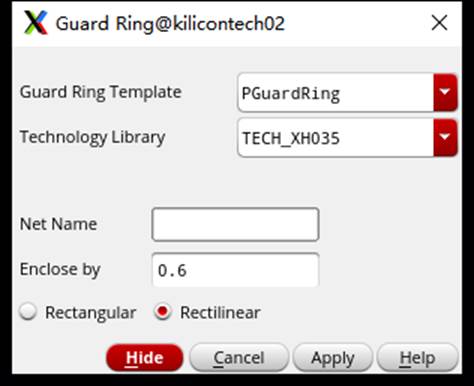 Guard Ring@kilicontech02
Guard Ring Template PGuardRing
Technology Library TECH_XH035
Net Name
Enclose by 0.6
Rectangular Rectilinear
Hide Cancel Apply Help